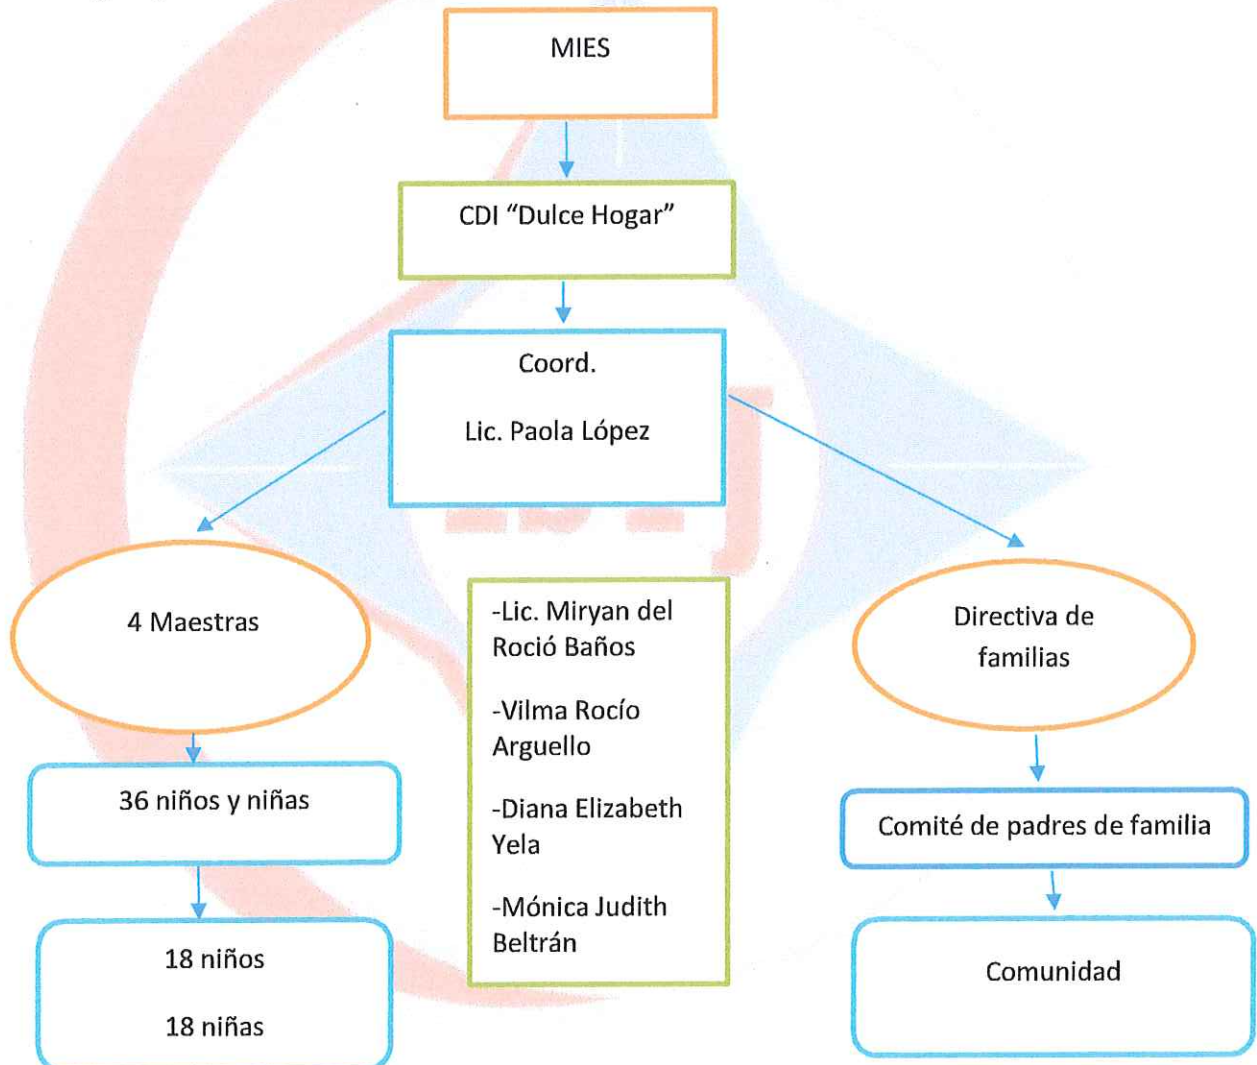 MIES
CDI “Dulce Hogar”
Coord.
Lic. Paola López
4 Maestras
36 niños y niñas
18 niños
18 niñas
-Lic. Miryan del
Roció Baños
-Vilma Rocío
Arguello
-Diana Elizabeth
Yela
-Mónica Judith
Beltrán
Directiva de
familias
Comité de padres de familia
Comunidad